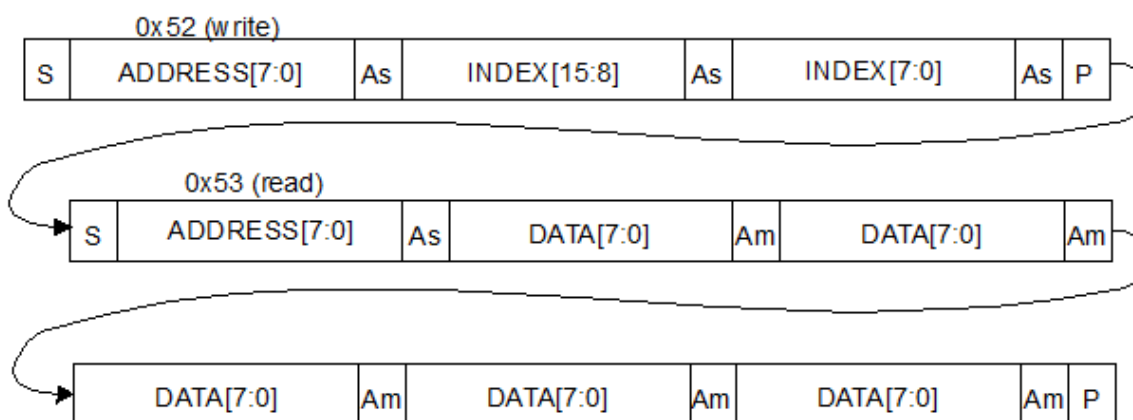 0x52 (write)
S ADDRESS[7:0] As INDEX[15:8] As INDEX[7:0] As P
0x53 (read)
S ADDRESS[7:0] As DATA[7:0] Am DATA[7:0] Am
DATA[7:0] Am DATA[7:0] Am DATA[7:0] Am P